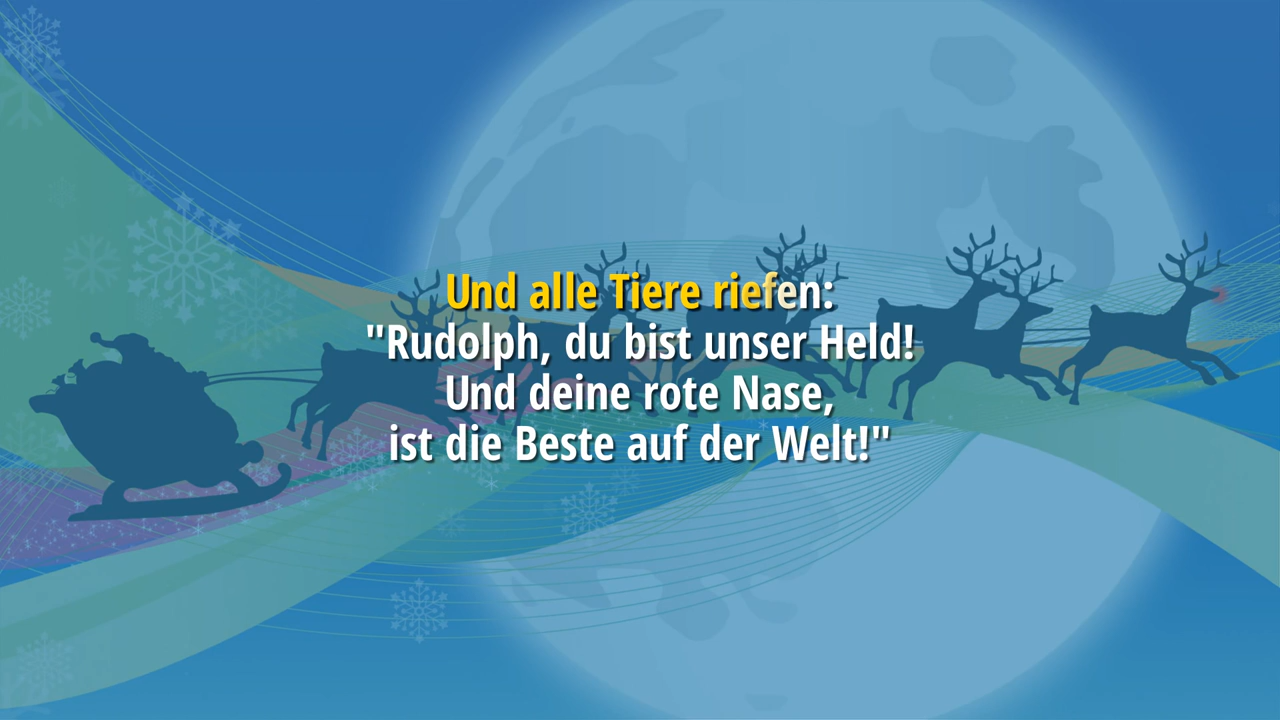 Und alle Tiere riefen:
"Rudolph, du bist unser Held!
Und deine rote Nase,
ist die Beste auf der Welt!"